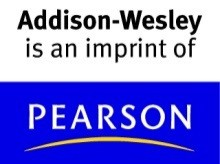 Addison-Wesley
is an imprint of
PEARSON